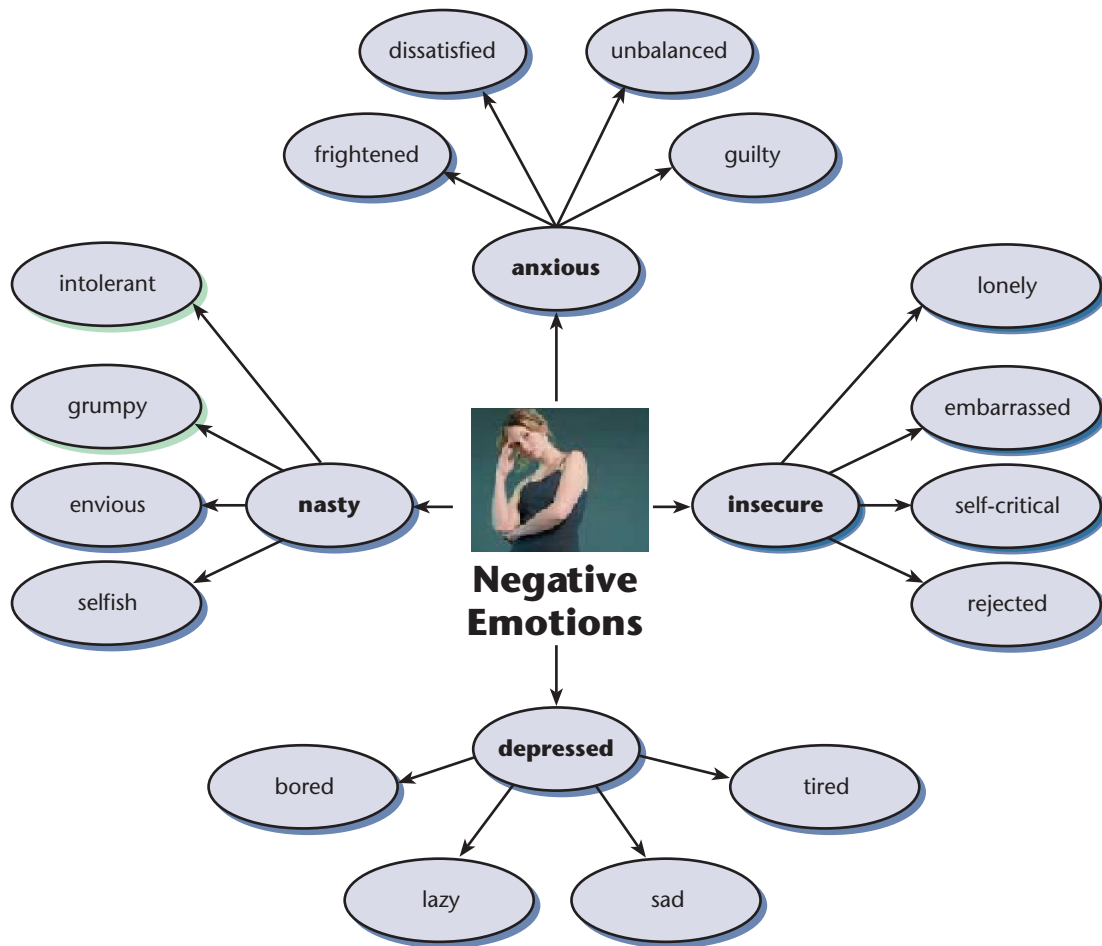 dissatisfied
unbalanced
frightened
guilty
anxious
intolerant
grumpy
envious
selfish
nasty
Negative
Emotions
insecure
lonely
embarrassed
self-critical
rejected
depressed
bored
lazy
sad
tired